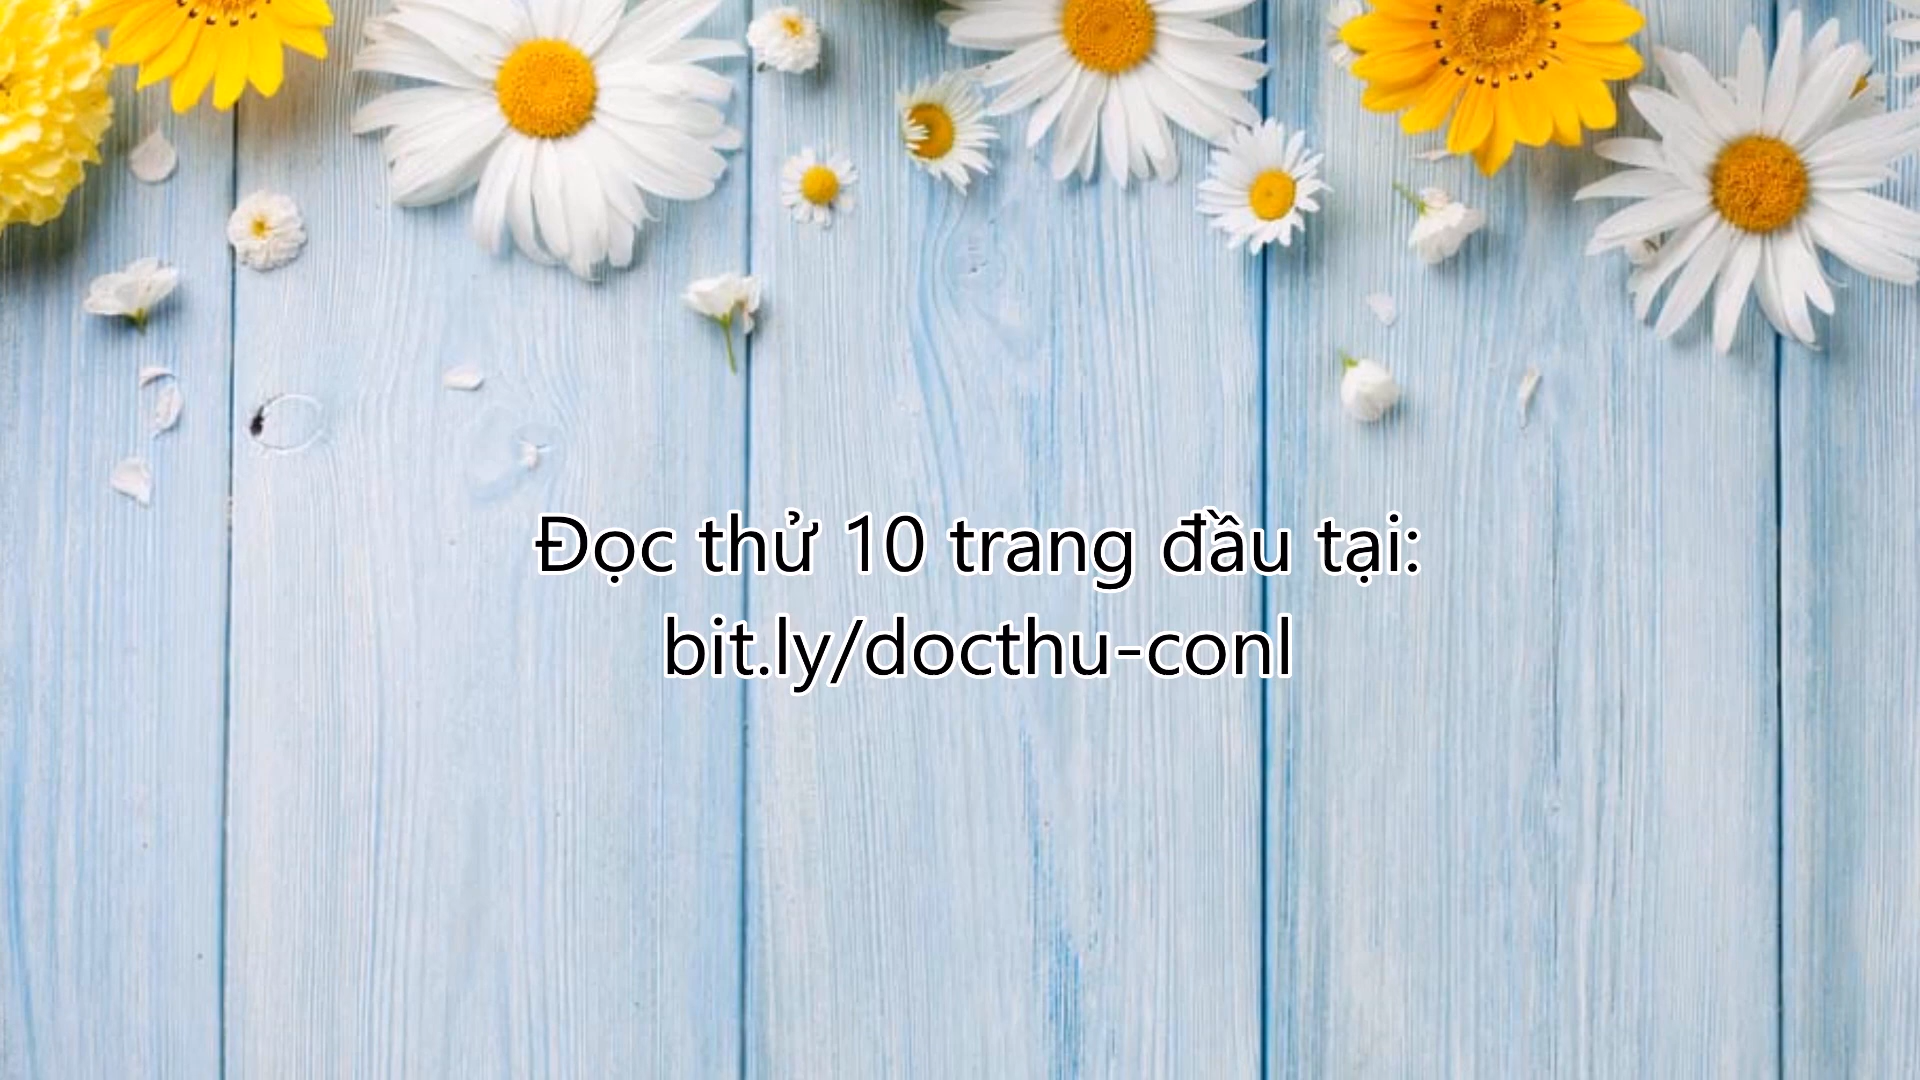 Đọc thử 10 trang đầu tại:
bit.ly/docthu-conl